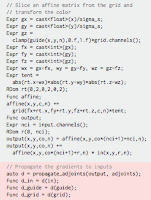 // Slice an affine matrix from the grid and
// transform the color
Expr gx = cast<float>(x)/sigma_s;
Expr gy = cast<float>(y)/sigma_s;
Expr gz =
clamp(guide(x,y,n),0.f,1.f)*grid.channels();
Expr fx = cast<int>(gx);
Expr fy = cast<int>(gy);
Expr fz = cast<int>(gz);
Expr wx = gx-fx, wy = gy-fy, wz = gz-fz;
Expr tent =
abs(rt.x-wx)*abs(rt.y-wy)*abs(rt.z-wz);
RDom rt(0,2,0,2,0,2);
Func affine;
affine(x,y,c,n) +=
grid(fx+rt.x,fy+rt.y,fz+rt.z,c,n)*tent;
Func output;
Expr nci = input.channels();
RDom r(0, nci);
output(x,y,co,n) = affine(x,y,co*(nci+1)+nci,n);
output(x,y,co,n) +=
affine(x,y,co*(nci+1)+r,n) * in(x,y,r,n);
// Propagate the gradients to inputs
auto d = propagate_adjoints(output, adjoints);
Func d_in = d(in);
Func d_guide = d(guide);
Func d_grid = d(grid);